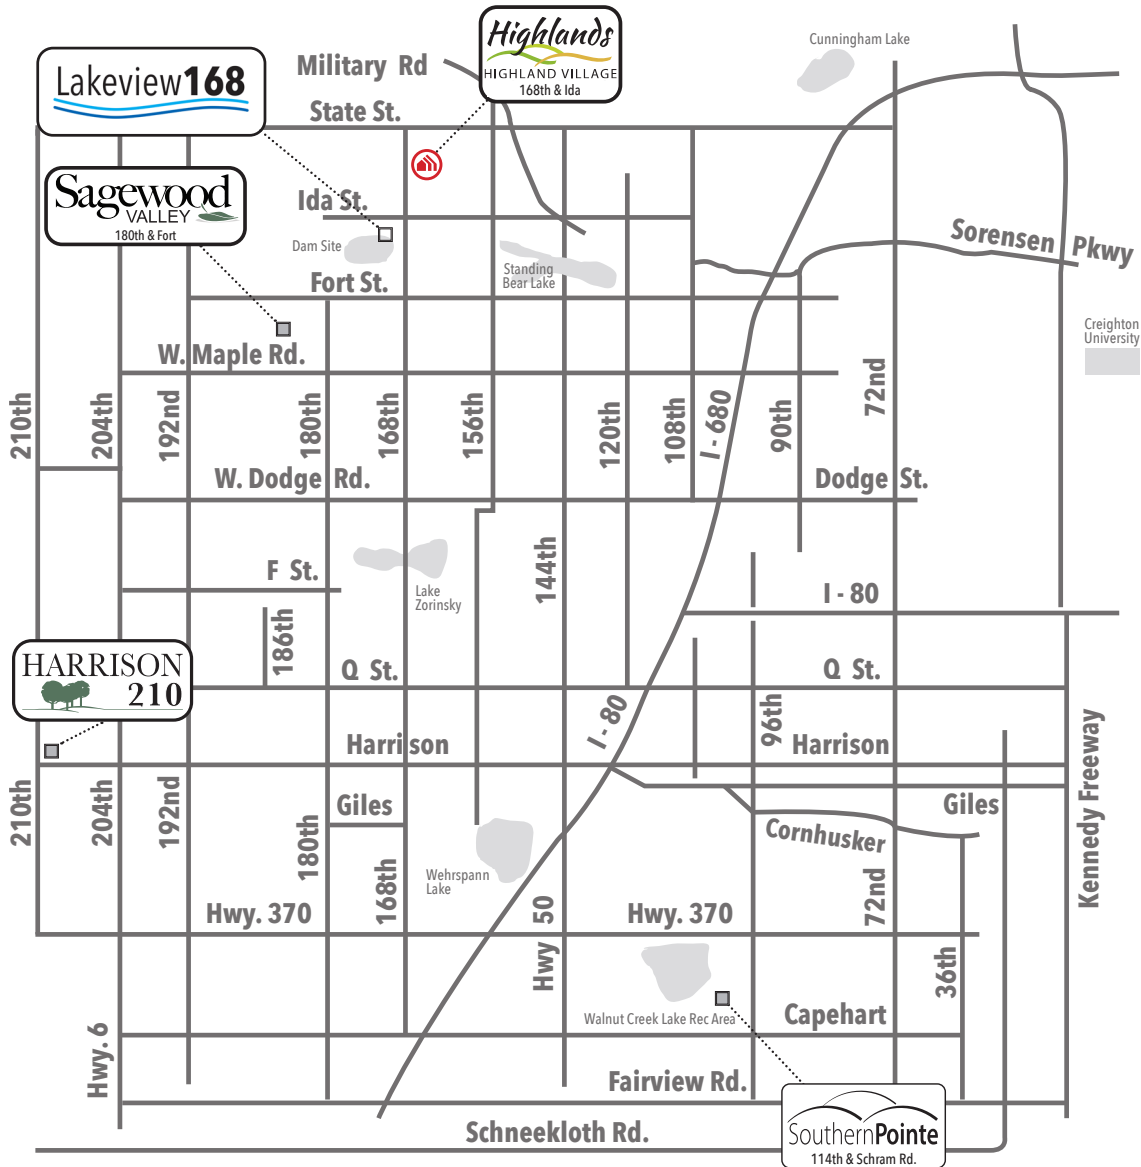 Highlands
HIGHLAND VILLAGE
168th & Ida
Cunningham Lake
Military Rd
Lakeview168
State St.
Sagewood
VALLEY
180th & Fort
Ida St.
Dam Site
Standing
Bear Lake
Sorensen Pkwy
Fort St.
Creighton
University
W. Maple Rd.
210th
204th
192nd
180th
168th
156th
120th
108th
I - 680
90th
72nd
W. Dodge Rd.
Dodge St.
144th
F St.
Lake
Zorinsky
I - 80
186th
HARRISON
210
Q St.
Q St.
I - 80
96th
Harrison
Harrison
Kennedy Freeway
210th
204th
192nd
180th
Giles
Giles
Cornhusker
Wehrspann
Lake
168th
72nd
Hwy. 370
Hwy 50
Hwy. 370
36th
Walnut Creek Lake Rec Area
Capehart
Hwy. 6
Fairview Rd.
Schneekloth Rd.
SouthernPointe
114th & Schram Rd.